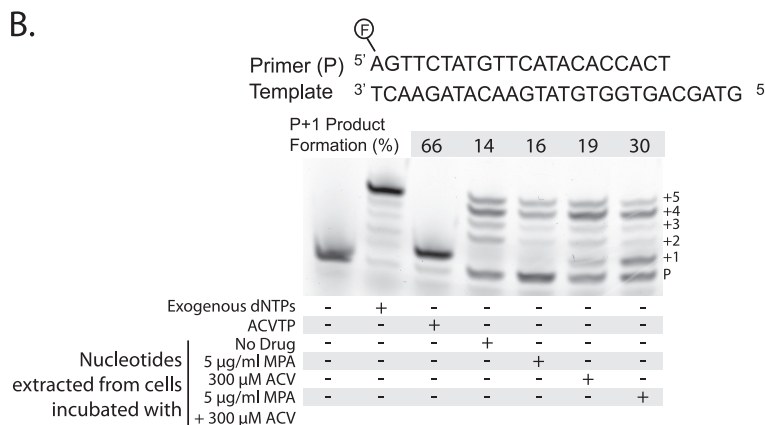 B.
F
Primer (P) 5' AGTTCTATGTTCATACACCACT
Template 3' TCAAGATACAAGTATGTGGTGACGATG 5
P+1 Product
Formation (%) 66 14 16 19 30
+5
+4
+3
+2
+1
P
Exogenous dNTPs - + - - - - -
ACVTP - - + - - - -
No Drug - - - + - - -
Nucleotides 5 µg/ml MPA - - - - + - -
extracted from cells 300 µM ACV - - - - - + -
incubated with 5 µg/ml MPA - - - - - - +
+ 300 µM ACV